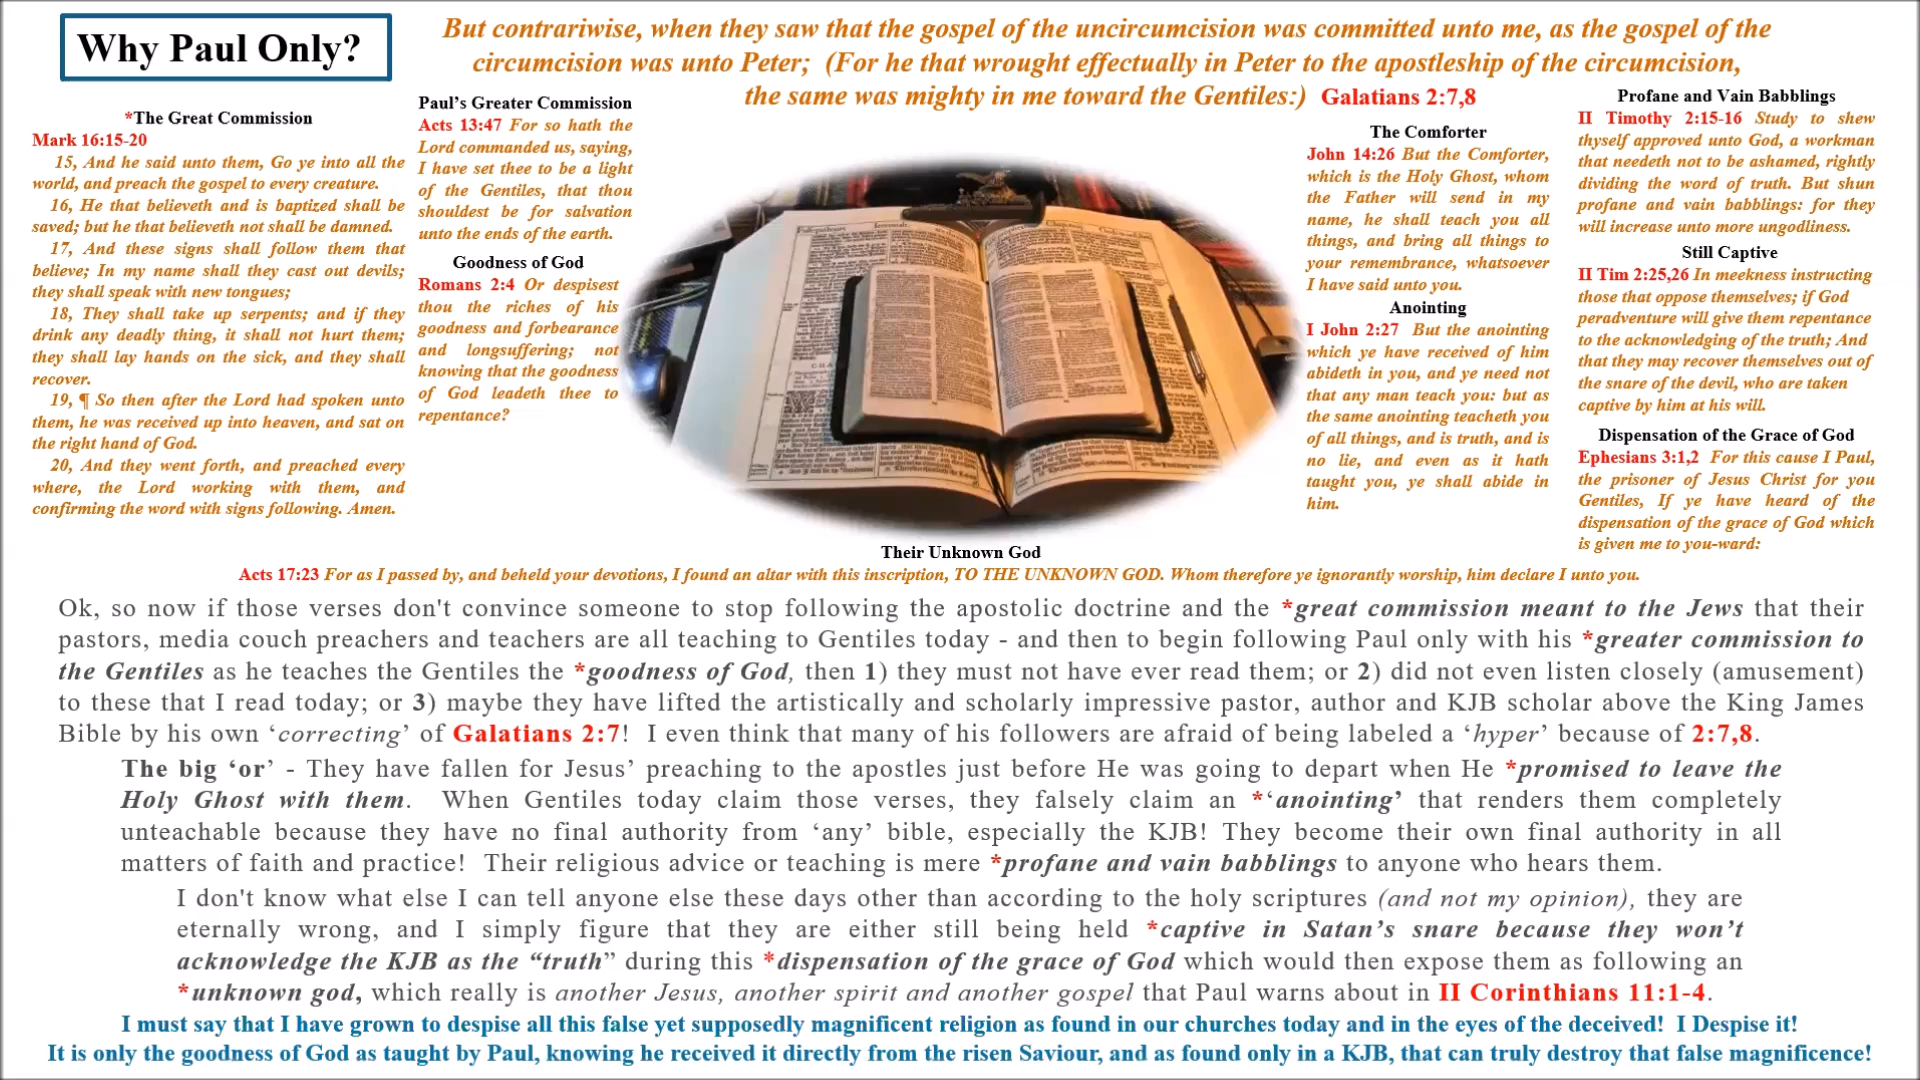 Why Paul Only?
But contrariwise, when they saw that the gospel of the uncircumcision was committed unto me, as the gospel of the
circumcision was unto Peter; (For he that wrought effectually in Peter to the apostleship of the circumcision,
the same was mighty in me toward the Gentiles:) Galatians 2:7,8
*The Great Commission
Mark 16:15-20
15, And he said unto them, Go ye into all the
world, and preach the gospel to every creature.
16, He that believeth and is baptized shall be
saved; but he that believeth not shall be damned.
17, And these signs shall follow them that
believe; In my name shall they cast out devils;
they shall speak with new tongues;
18, They shall take up serpents; and if they
drink any deadly thing, it shall not hurt them;
they shall lay hands on the sick, and they shall
recover.
19, ¶ So then after the Lord had spoken unto
them, he was received up into heaven, and sat on
the right hand of God.
20, And they went forth, and preached every
where, the Lord working with them, and
confirming the word with signs following. Amen.
Paul's Greater Commission
Acts 13:47 For so hath the
Lord commanded us, saying,
I have set thee to be a light
of the Gentiles, that thou
shouldest be for salvation
unto the ends of the earth.
Goodness of God
Romans 2:4 Or despisest
thou the riches of his
goodness and forbearance
and longsuffering; not
knowing that the goodness
of God leadeth thee to
repentance?
The Comforter
John 14:26 But the Comforter,
which is the Holy Ghost, whom
the Father will send in my
name, he shall teach you all
things, and bring all things to
your remembrance, whatsoever
I have said unto you.
Anointing
I John 2:27 But the anointing
which ye have received of him
abideth in you, and ye need not
that any man teach you: but as
the same anointing teacheth you
of all things, and is truth, and is
no lie, and even as it hath
taught you, ye shall abide in
him.
Profane and Vain Babblings
II Timothy 2:15-16 Study to shew
thyself approved unto God, a workman
that needeth not to be ashamed, rightly
dividing the word of truth. But shun
profane and vain babblings: for they
will increase unto more ungodliness.
Still Captive
II Tim 2:25,26 In meekness instructing
those that oppose themselves; if God
peradventure will give them repentance
to the acknowledging of the truth; And
that they may recover themselves out of
the snare of the devil, who are taken
captive by him at his will.
Dispensation of the Grace of God
Ephesians 3:1,2 For this cause I Paul,
the prisoner of Jesus Christ for you
Gentiles, If ye have heard of the
dispensation of the grace of God which
is given me to you-ward:
Their Unknown God
Acts 17:23 For as I passed by, and beheld your devotions, I found an altar with this inscription, TO THE UNKNOWN GOD. Whom therefore ye ignorantly worship, him declare I unto you.
Ok, so now if those verses don't convince someone to stop following the apostolic doctrine and the *great commission meant to the Jews that their
pastors, media couch preachers and teachers are all teaching to Gentiles today - and then to begin following Paul only with his *greater commission to
the Gentiles as he teaches the Gentiles the *goodness of God, then 1) they must not have ever read them; or 2) did not even listen closely (amusement)
to these that I read today; or 3) maybe they have lifted the artistically and scholarly impressive pastor, author and KJB scholar above the King James
Bible by his own ‘correcting’ of Galatians 2:7! I even think that many of his followers are afraid of being labeled a ‘hyper’ because of 2:7,8.
The big ‘or’ - They have fallen for Jesus’ preaching to the apostles just before He was going to depart when He *promised to leave the
Holy Ghost with them. When Gentiles today claim those verses, they falsely claim an *‘anointing’ that renders them completely
unteachable because they have no final authority from ‘any’ bible, especially the KJB! They become their own final authority in all
matters of faith and practice! Their religious advice or teaching is mere *profane and vain babblings to anyone who hears them.
I don't know what else I can tell anyone else these days other than according to the holy scriptures (and not my opinion), they are
eternally wrong, and I simply figure that they are either still being held *captive in Satan’s snare because they won’t
acknowledge the KJB as the “truth” during this *dispensation of the grace of God which would then expose them as following an
*unknown god, which really is another Jesus, another spirit and another gospel that Paul warns about in II Corinthians 11:1-4.
I must say that I have grown to despise all this false yet supposedly magnificent religion as found in our churches today and in the eyes of the deceived! I Despise it!
It is only the goodness of God as taught by Paul, knowing he received it directly from the risen Saviour, and as found only in a KJB, that can truly destroy that false magnificence!